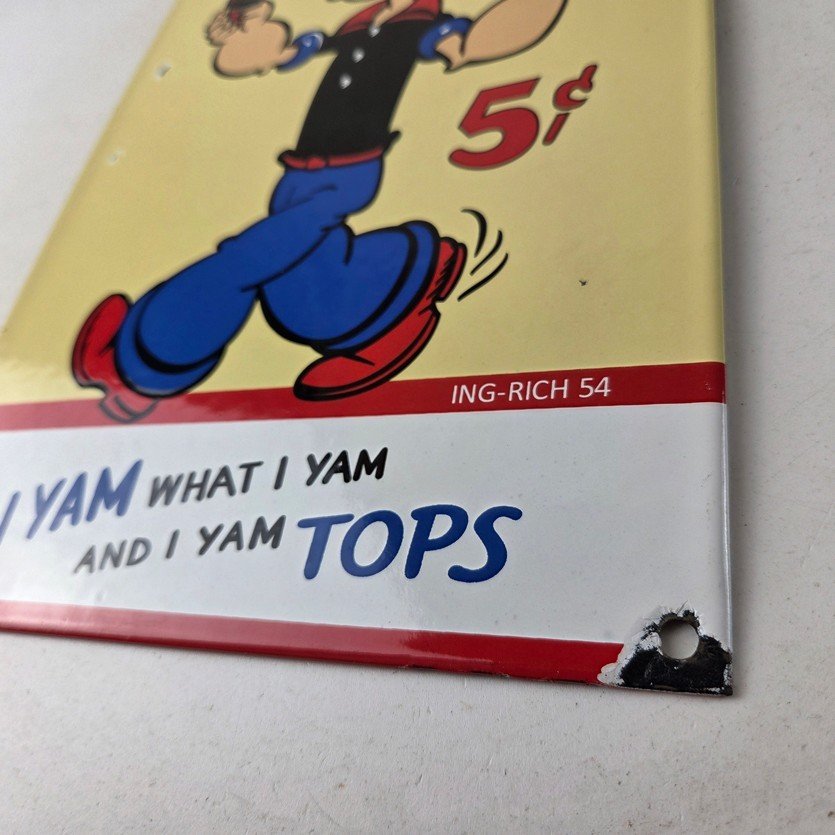 5¢
ING-RICH 54
I YAM WHAT I YAM
AND I YAM TOPS